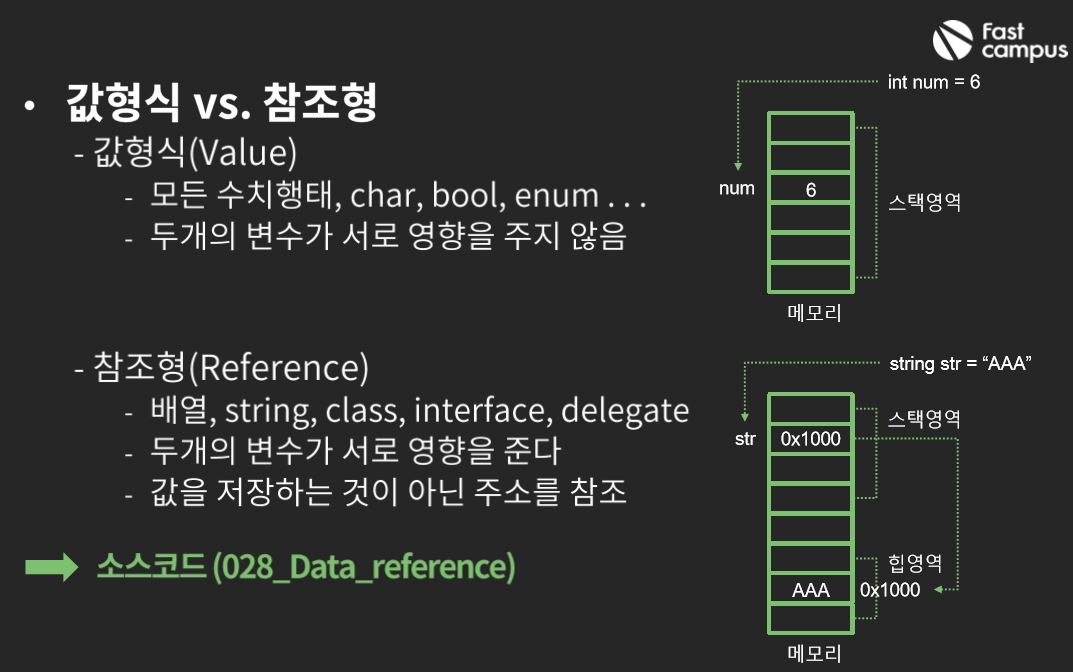 Fast
campus
• 값형식 vs. 참조형
- 값형식(Value)
- 모든 수치행태, char, bool, enum . . .
- 두개의 변수가 서로 영향을 주지 않음
- 참조형(Reference)
- 배열, string, class, interface, delegate
- 두개의 변수가 서로 영향을 준다
- 값을 저장하는 것이 아닌 주소를 참조
소스코드 (028_Data_reference)
int num = 6
num
6
스택영역
메모리
string str = “AAA”
스택영역
str
0x1000
힙영역
AAA
0x1000
메모리